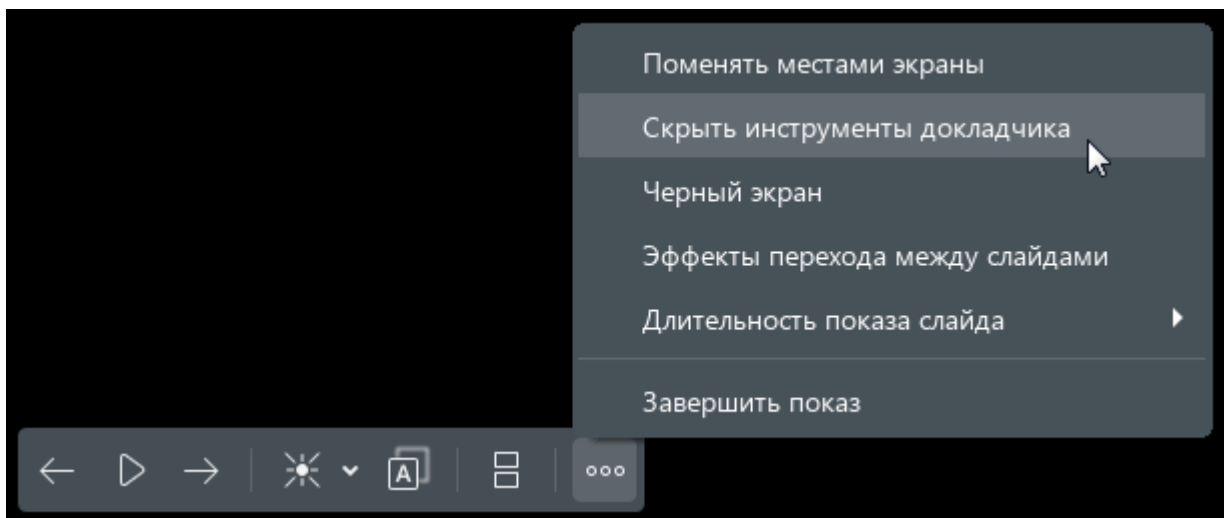 Поменять местами экраны
Скрыть инструменты докладчика
Черный экран
Эффекты перехода между слайдами
Длительность показа слайда
Завершить показ
A